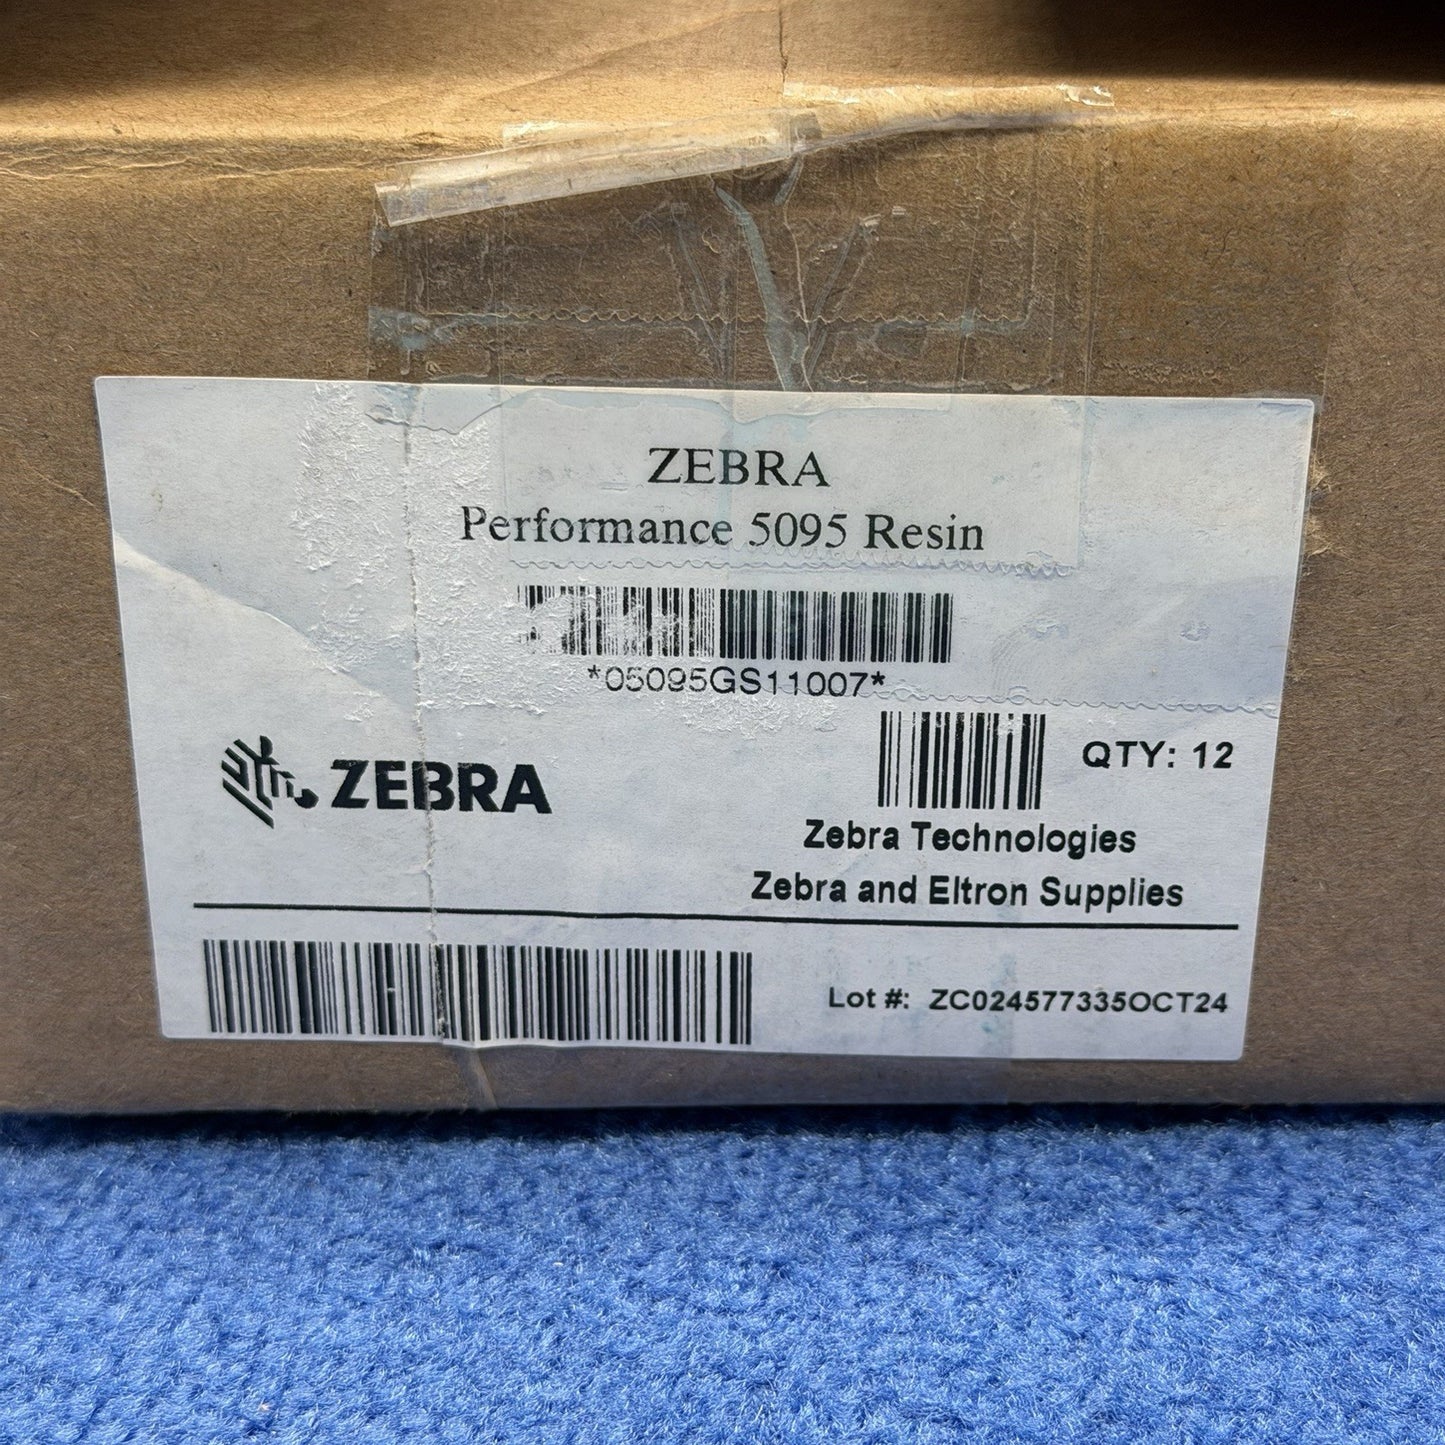 ZEBRA
Performance 5095 Resin
*05095GS11007*
ZEBRA
QTY: 12
Zebra Technologies
Zebra and Eltron Supplies
Lot #: ZC024577335OCT24